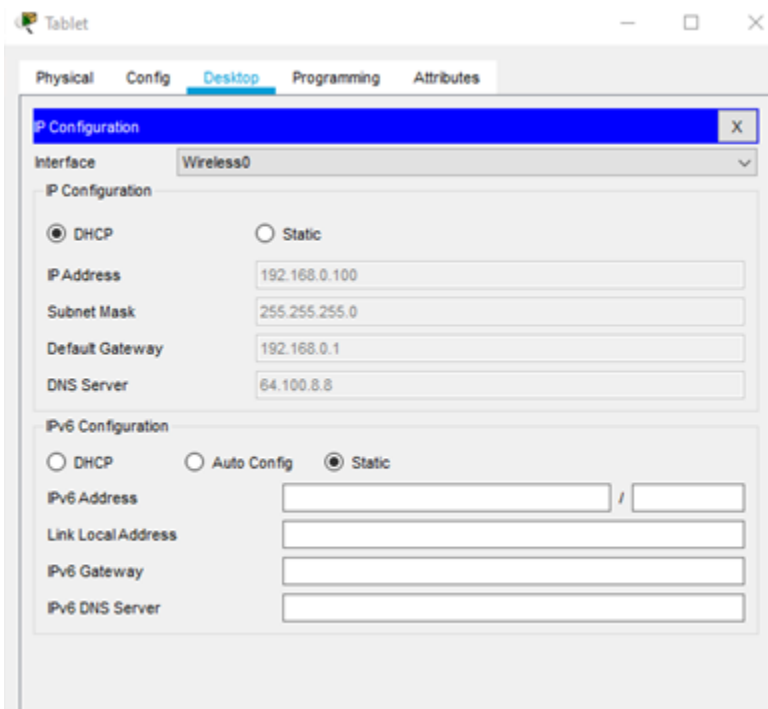 Tablet
Physical Config Desktop Programming Attributes
IP Configuration X
Interface Wireless0
IP Configuration
DHCP Static
IP Address 192.168.0.100
Subnet Mask 255.255.255.0
Default Gateway 192.168.0.1
DNS Server 64.100.8.8
IPv6 Configuration
DHCP Auto Config Static
IPv6 Address /
Link Local Address
IPv6 Gateway
IPv6 DNS Server